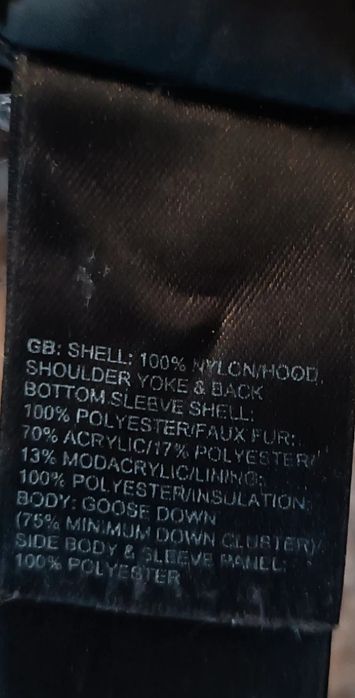 GB: SHELL: 100% NYLON/HOOD,
SHOULDER YOKE & BACK
BOTTOM.SLEEVE SHELL:
100% POLYESTER/FAUX FUR:
70% ACRYLIC/17% POLYESTER/
13% MODACRYLIC/LINING:
100% POLYESTER/INSULATION:
BODY: GOOSE DOWN
(75% MINIMUM DOWN CLUSTER)/
SIDE BODY & SLEEVE PANEL:
100% POLYESTER